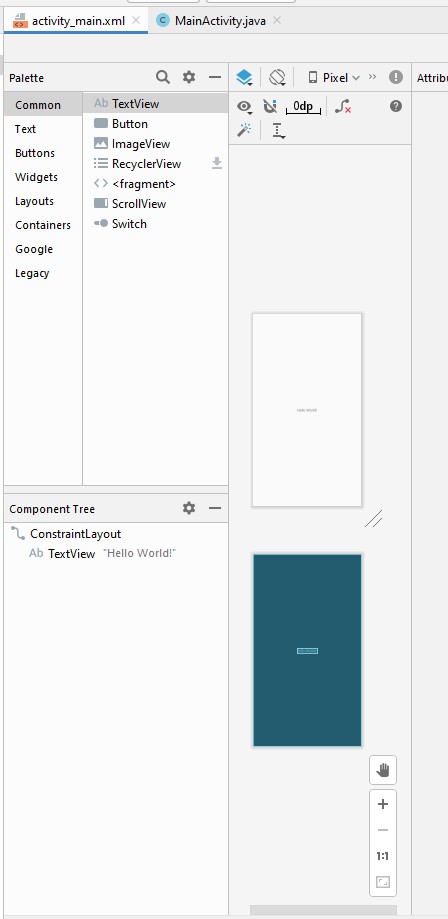 activity_main.xml
MainActivity.java
Palette
Pixel
Attribu
Common
Text
Buttons
Widgets
Layouts
Containers
Google
Legacy
Ab TextView
Button
ImageView
RecyclerView
<fragment>
ScrollView
Switch
0dp
Hello World!
Component Tree
ConstraintLayout
Ab TextView "Hello World!"
1:1